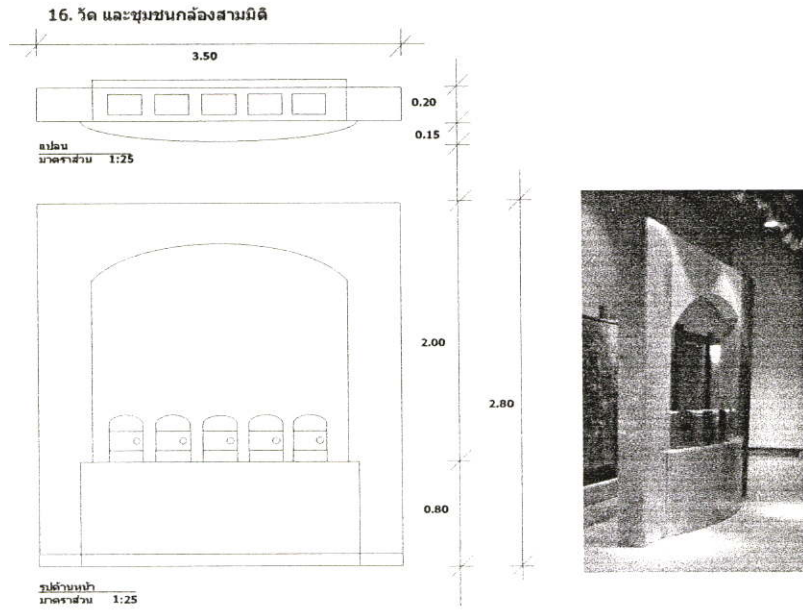 16. วัด และชุมชนกล้องสามมิติ
3.50
0.20
0.15
แปลน
มาตราส่วน 1:25
2.00
2.80
0.80
รูปด้านหน้า
มาตราส่วน 1:25